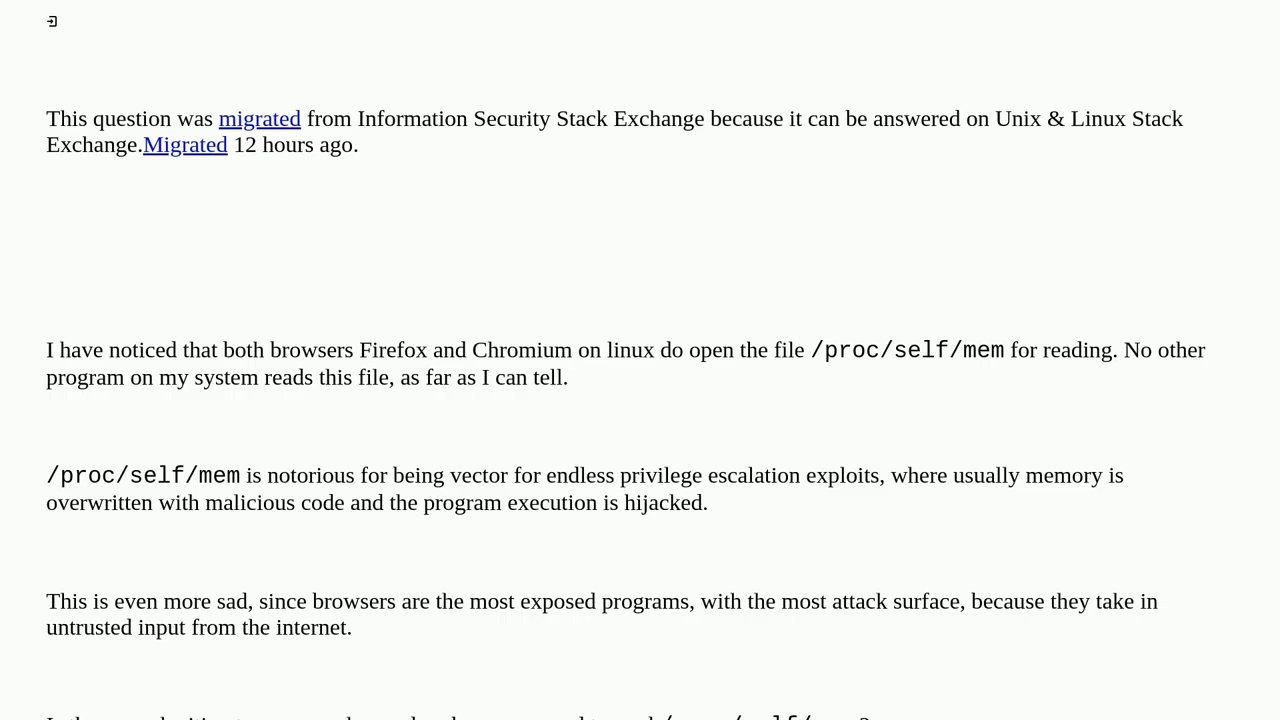 This question was migrated from Information Security Stack Exchange because it can be answered on Unix & Linux Stack
Exchange.Migrated 12 hours ago.
I have noticed that both browsers Firefox and Chromium on linux do open the file /proc/self/mem for reading. No other
program on my system reads this file, as far as I can tell.
/proc/self/mem is notorious for being vector for endless privilege escalation exploits, where usually memory is
overwritten with malicious code and the program execution is hijacked.
This is even more sad, since browsers are the most exposed programs, with the most attack surface, because they take in
untrusted input from the internet.